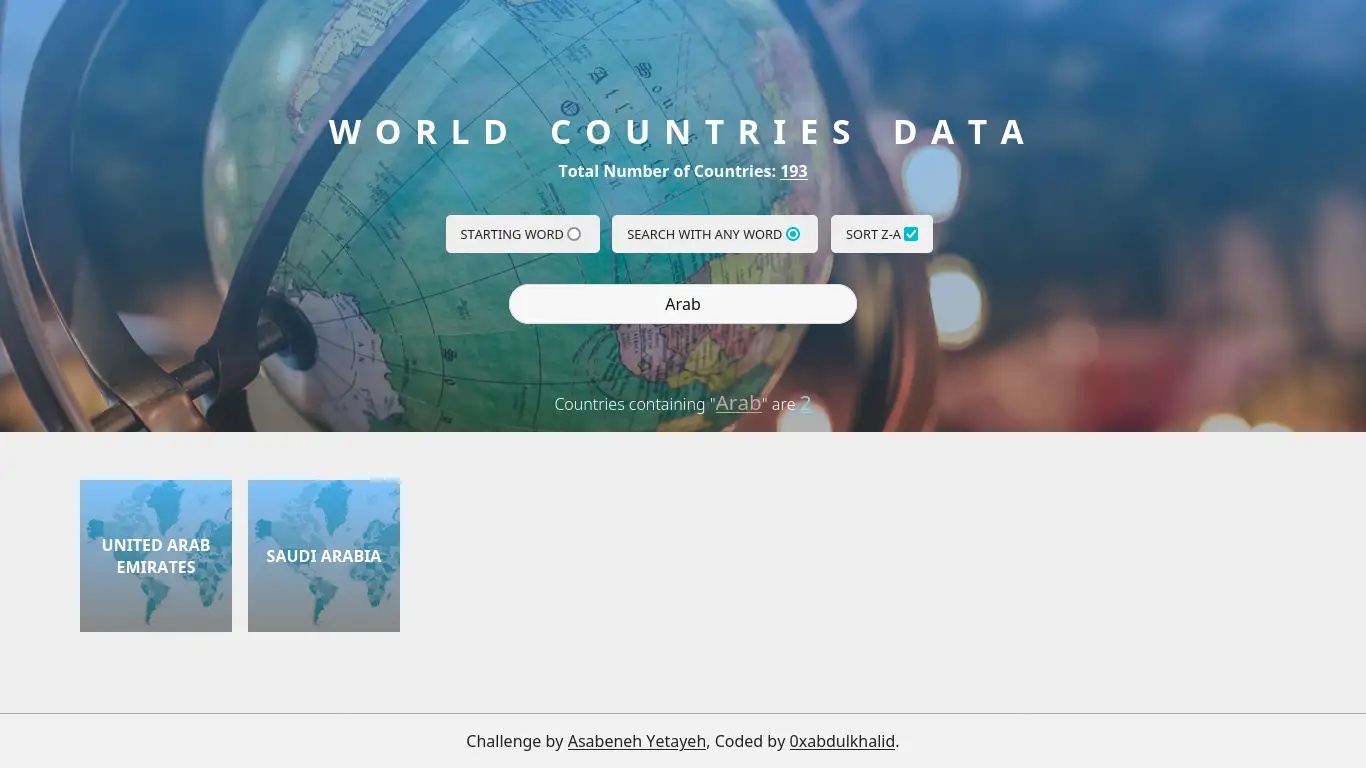 WORLD COUNTRIES DATA
Total Number of Countries: 193
STARTING WORD
SEARCH WITH ANY WORD
SORT Z-A
Arab
Countries containing "Arab" are 2
UNITED ARAB
EMIRATES
SAUDI ARABIA
Challenge by Asabeneh Yetayeh, Coded by 0xabdulkhalid.